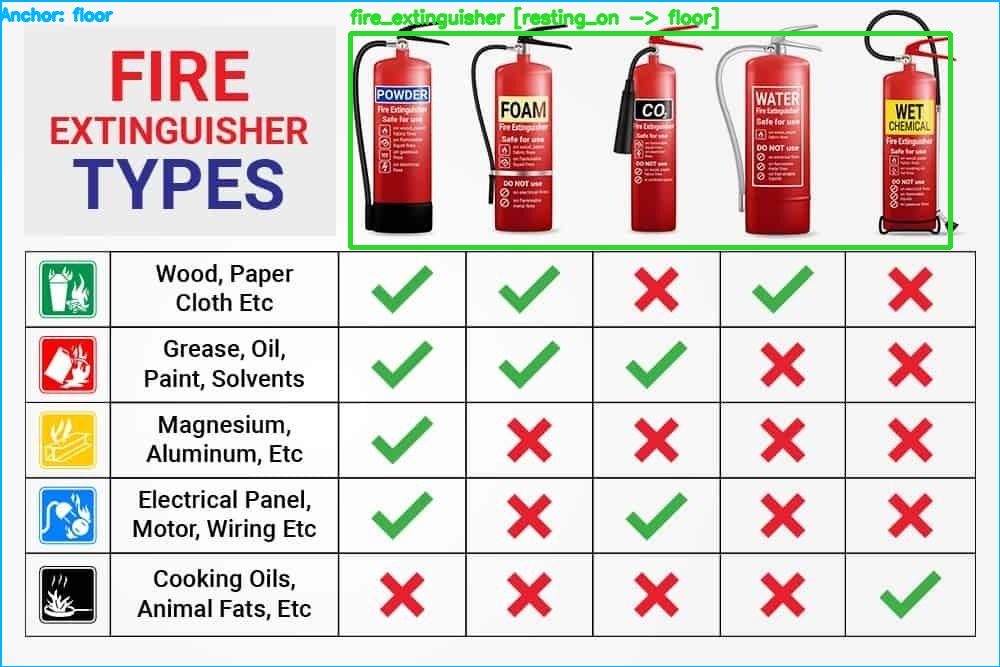 Anchor: floor
fire_extinguisher [resting_on -> floor]
FIRE
EXTINGUISHER
TYPES
POWDER
Fire Extinguisher
Safe for use
FOAM
Fire Extinguisher
Safe for use
DO NOT use
CO2
Fire Extinguisher
Safe for use
DO NOT use
WATER
Fire Extinguisher
Safe for use
DO NOT use
WET
CHEMICAL
Fire Extinguisher
Safe for use
DO NOT use
Wood, Paper
Cloth Etc
Grease, Oil,
Paint, Solvents
Magnesium,
Aluminum, Etc
Electrical Panel,
Motor, Wiring Etc
Cooking Oils,
Animal Fats, Etc